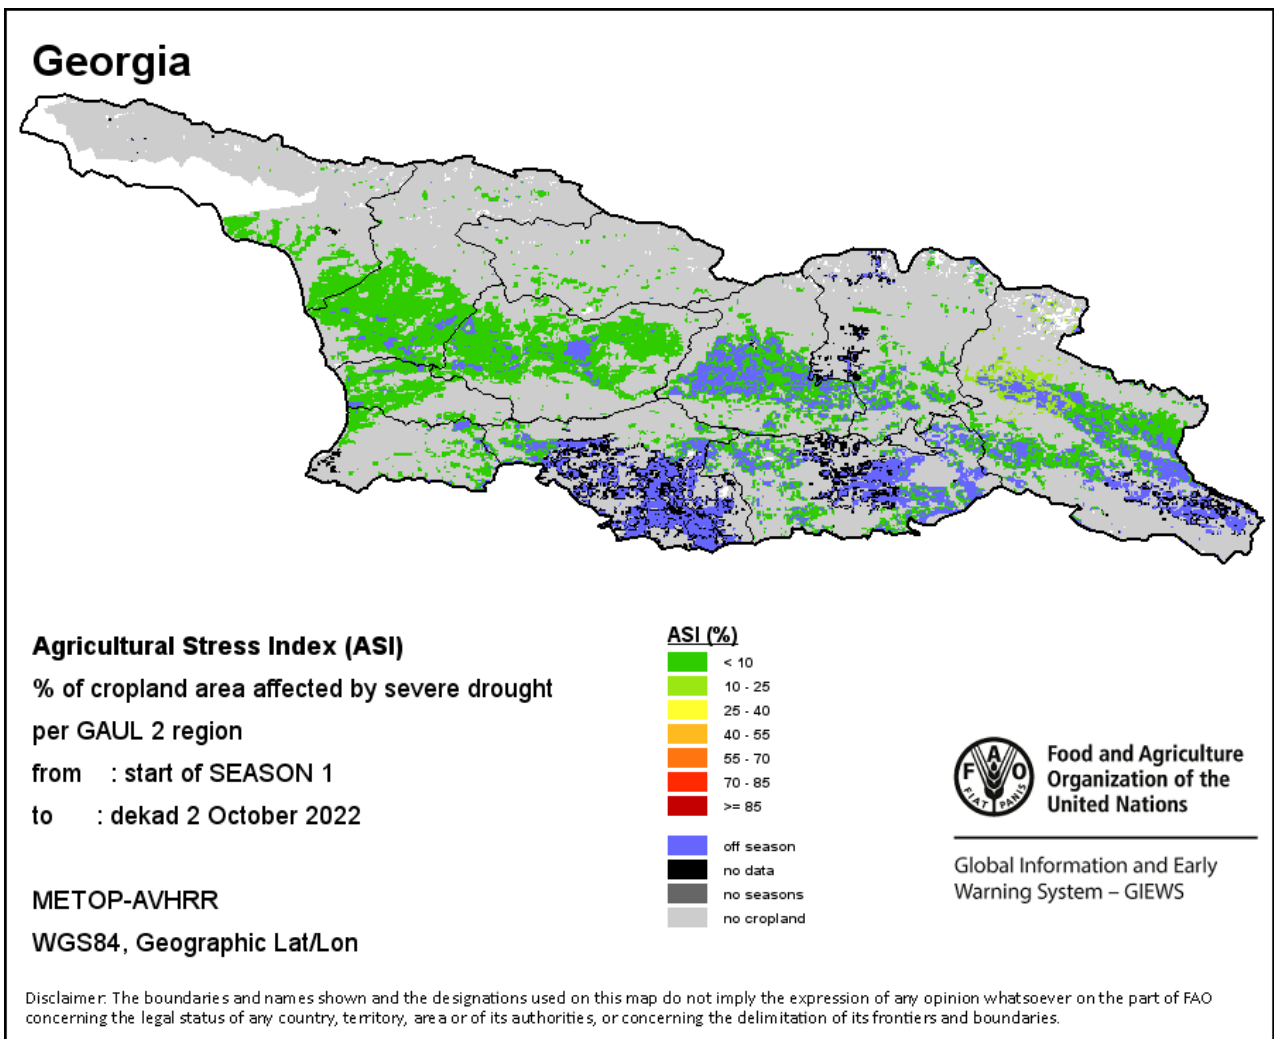 Georgia
Agricultural Stress Index (ASI)
% of cropland area affected by severe drought
per GAUL 2 region
from : start of SEASON 1
to : dekad 2 October 2022
METOP-AVHRR
WGS84, Geographic Lat/Lon
ASI (%)
< 10
10 - 25
25 - 40
40 - 55
55 - 70
70 - 85
>= 85
off season
no data
no seasons
no cropland
F A O
FIAT PANIS
Food and Agriculture
Organization of the
United Nations
Global Information and Early
Warning System – GIEWS
Disclaimer: The boundaries and names shown and the designations used on this map do not imply the expression of any opinion whatsoever on the part of FAO
concerning the legal status of any country, territory, area or of its authorities, or concerning the delimitation of its frontiers and boundaries.